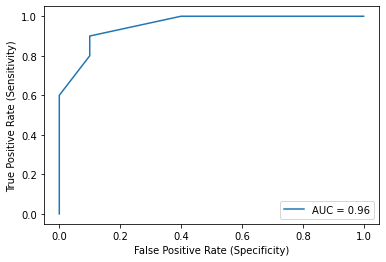 1.0
0.8
0.6
0.4
0.2
0.0
True Positive Rate (Sensitivity)
AUC = 0.96
0.0 0.2 0.4 0.6 0.8 1.0
False Positive Rate (Specificity)